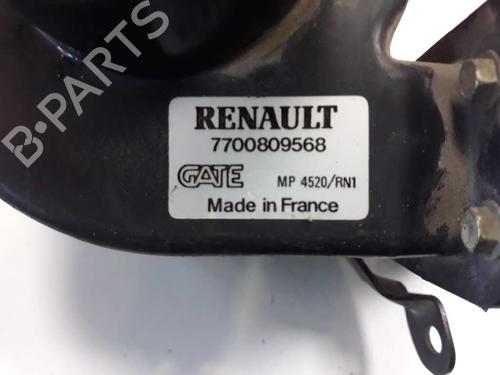 B-PARTS
RENAULT
7700809568
GATE MP 4520/RN1
Made in France